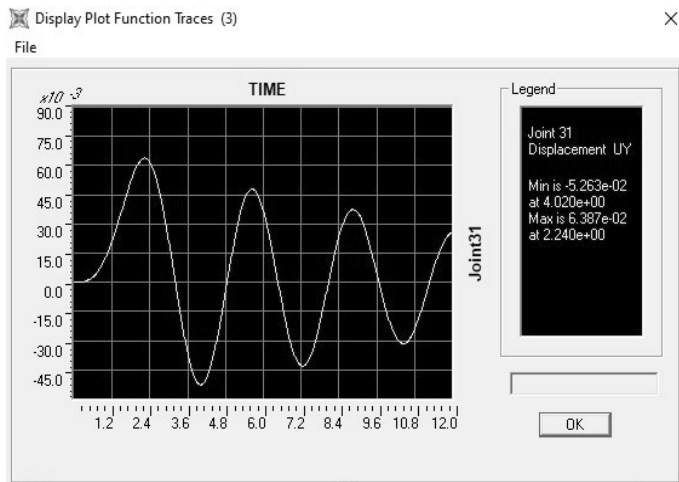 Display Plot Function Traces (3)
File
TIME
x10 -3
90.0
75.0
60.0
45.0
30.0
15.0
0.0
-15.0
-30.0
-45.0
1.2 2.4 3.6 4.8 6.0 7.2 8.4 9.6 10.8 12.0
Joint31
Legend
Joint 31
Displacement UY
Min is -5.263e-02
at 4.020e+00
Max is 6.387e-02
at 2.240e+00
OK